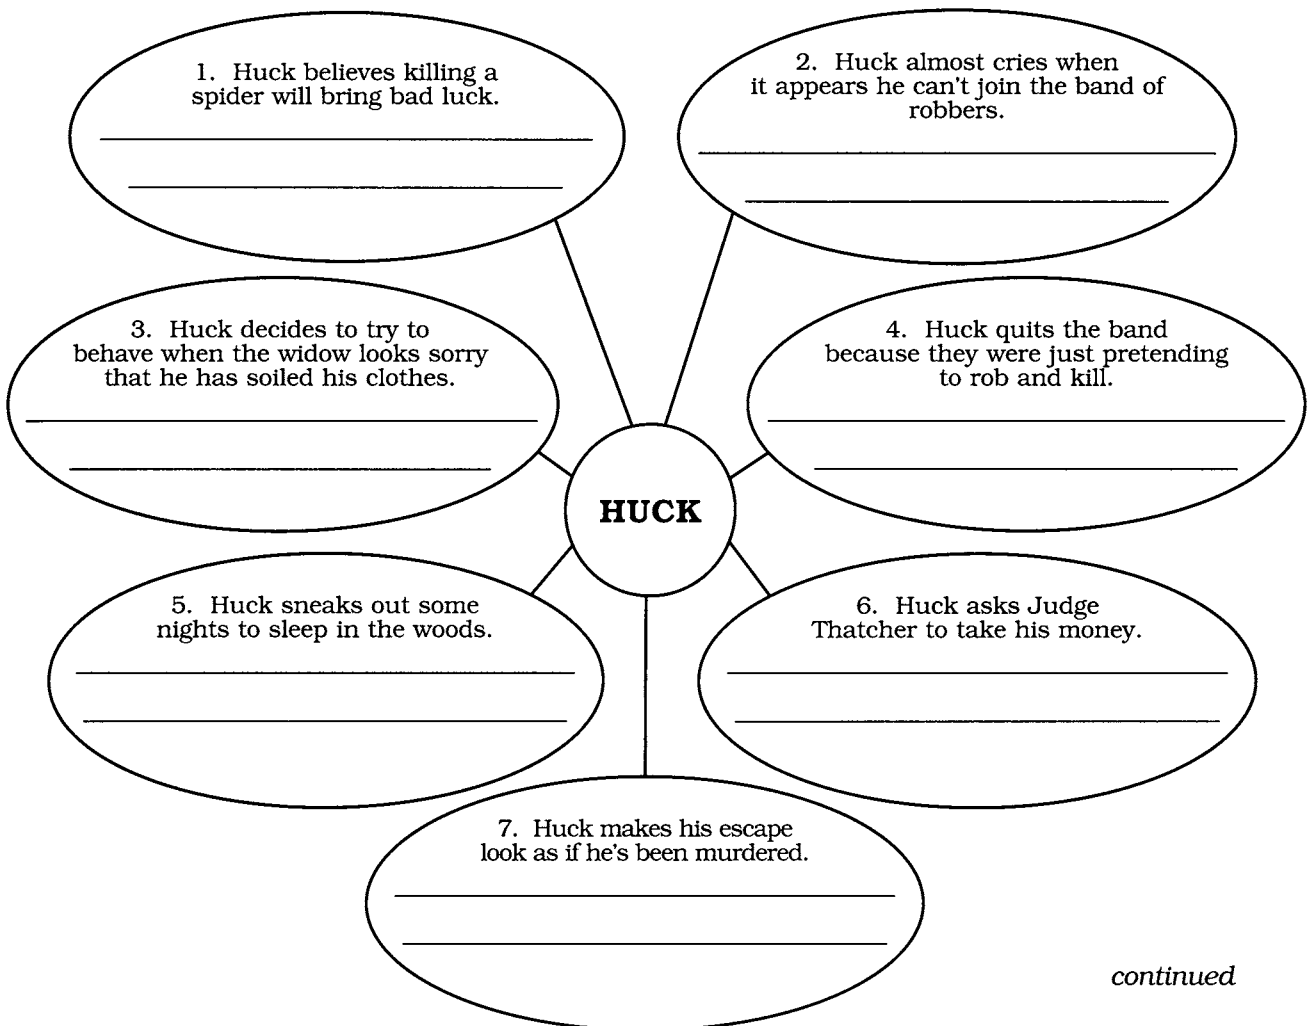 1. Huck believes killing a
spider will bring bad luck.
2. Huck almost cries when
it appears he can't join the band of
robbers.
3. Huck decides to try to
behave when the widow looks sorry
that he has soiled his clothes.
4. Huck quits the band
because they were just pretending
to rob and kill.
HUCK
5. Huck sneaks out some
nights to sleep in the woods.
6. Huck asks Judge
Thatcher to take his money.
7. Huck makes his escape
look as if he's been murdered.
continued